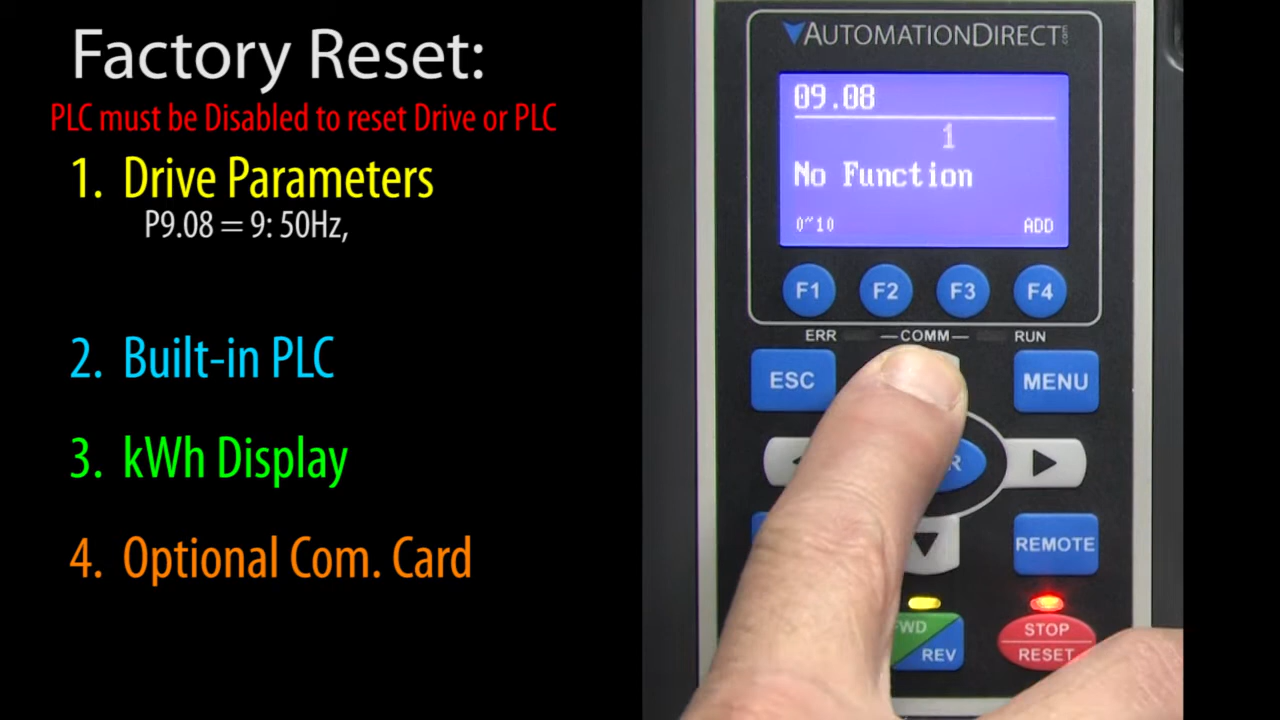 Factory Reset:
PLC must be Disabled to reset Drive or PLC
1. Drive Parameters
P9.08 = 9: 50Hz,
2. Built-in PLC
3. kWh Display
4. Optional Com. Card
AUTOMATIONDIRECT.com
09.08
1
No Function
0~10 ADD
F1 F2 F3 F4
ERR COMM RUN
ESC MENU
R
REMOTE
WD
REV
STOP
RESET